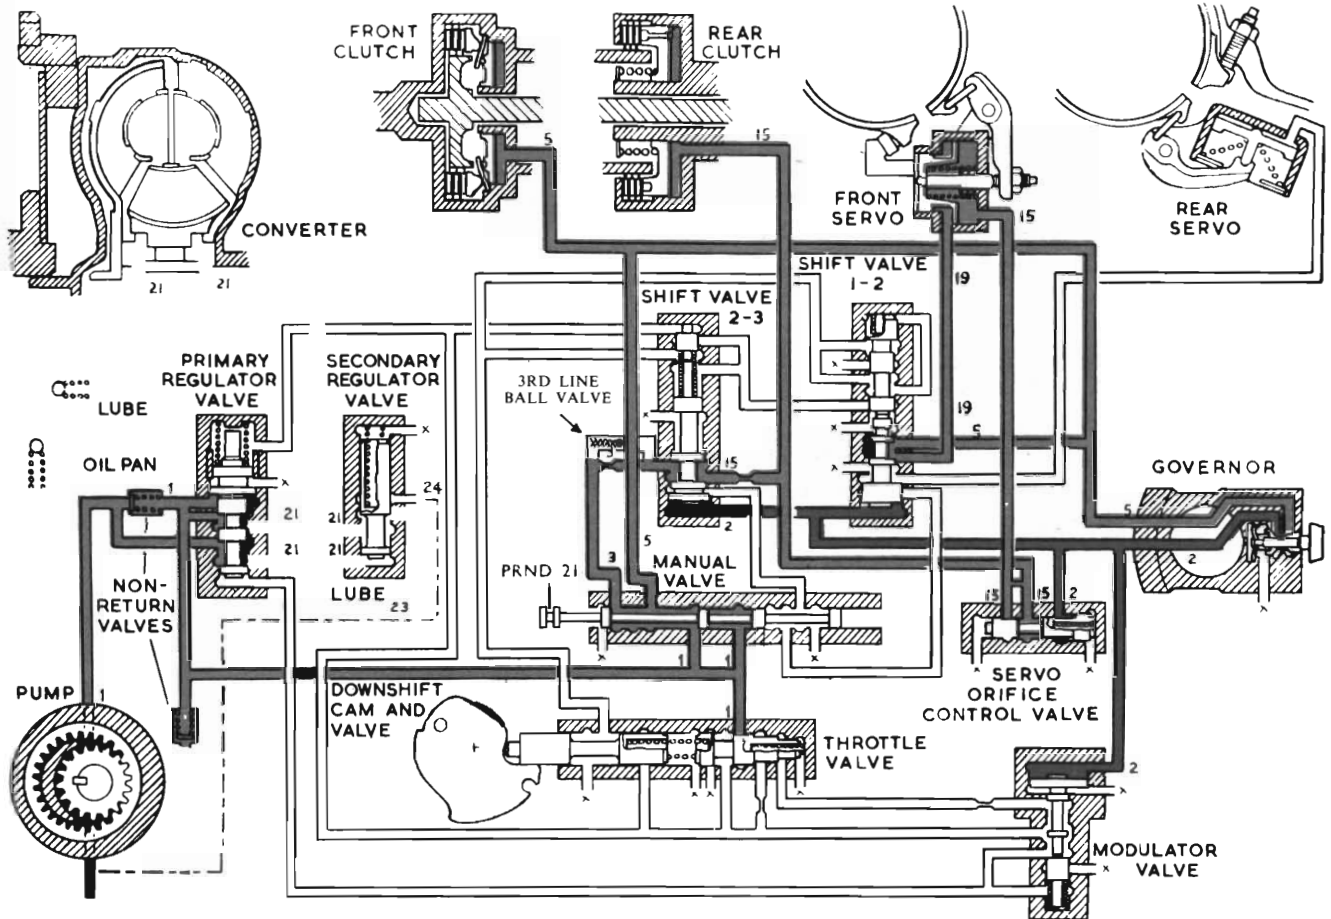 FRONT
CLUTCH
REAR
CLUTCH
5
15
FRONT
SERVO
15
REAR
SERVO
CONVERTER
21
21
SHIFT VALVE
1-2
19
SHIFT VALVE
2-3
PRIMARY
REGULATOR
VALVE
SECONDARY
REGULATOR
VALVE
3RD LINE
BALL VALVE
LUBE
x
x
x
x
19
x
x
5
OIL PAN
1
x
24
15
x
GOVERNOR
21
21
21
21
2
5
5
2
NON-
RETURN
VALVES
LUBE
23
PRND 21
3
MANUAL
VALVE
15
15
2
x
x
x
1
1
x
x
SERVO
ORIFICE
CONTROL VALVE
PUMP
1
DOWNSHIFT
CAM AND
VALVE
1
THROTTLE
VALVE
x
x
x
x
2
x
MODULATOR
VALVE
x